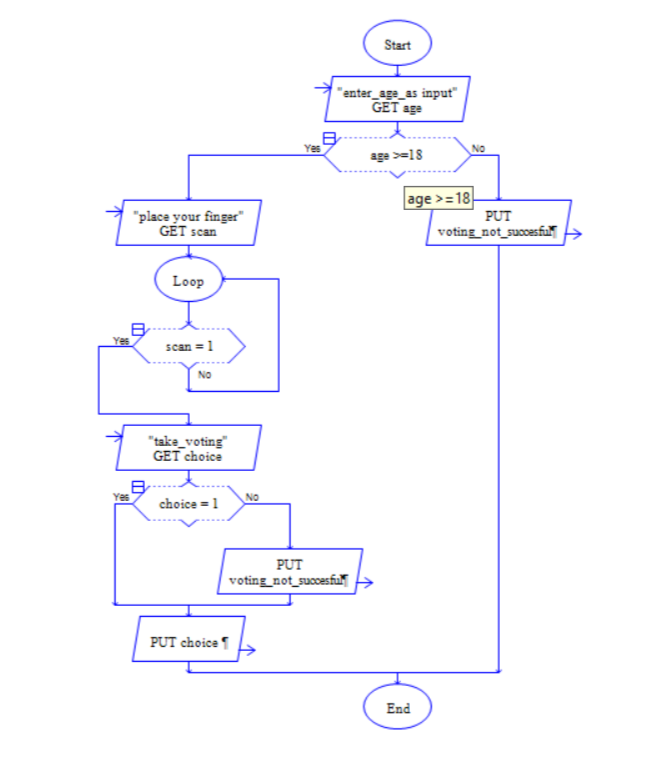 Start
"enter_age_as input"
GET age
Yes
age >=18
No
age >=18
"place your finger"
GET scan
PUT
voting_not_succesful¶
Loop
Yes
scan = 1
No
"take_voting"
GET choice
Yes
choice = 1
No
PUT
voting_not_succesful¶
PUT choice ¶
End